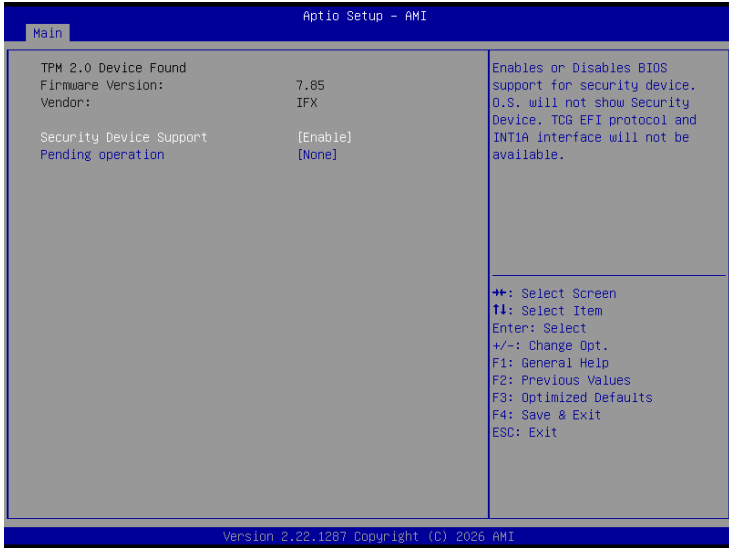 Aptio Setup – AMI
Main
TPM 2.0 Device Found
Firmware Version: 7.85
Vendor: IFX
Security Device Support [Enable]
Pending operation [None]
Enables or Disables BIOS
support for security device.
O.S. will not show Security
Device. TCG EFI protocol and
INT1A interface will not be
available.
→←: Select Screen
↑↓: Select Item
Enter: Select
+/-: Change Opt.
F1: General Help
F2: Previous Values
F3: Optimized Defaults
F4: Save & Exit
ESC: Exit
Version 2.22.1287 Copyright (C) 2026 AMI